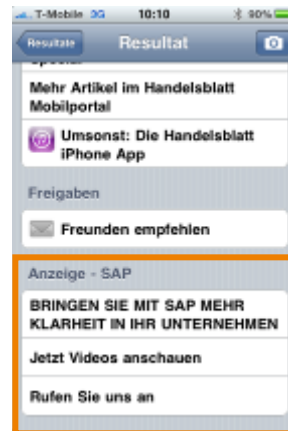 T-Mobile 3G 10:10 90%
Resultate Resultat
Spezial
Mehr Artikel im Handelsblatt
Mobilportal
Umsonst: Die Handelsblatt
iPhone App
Freigaben
Freunden empfehlen
Anzeige - SAP
BRINGEN SIE MIT SAP MEHR
KLARHEIT IN IHR UNTERNEHMEN
Jetzt Videos anschauen
Rufen Sie uns an